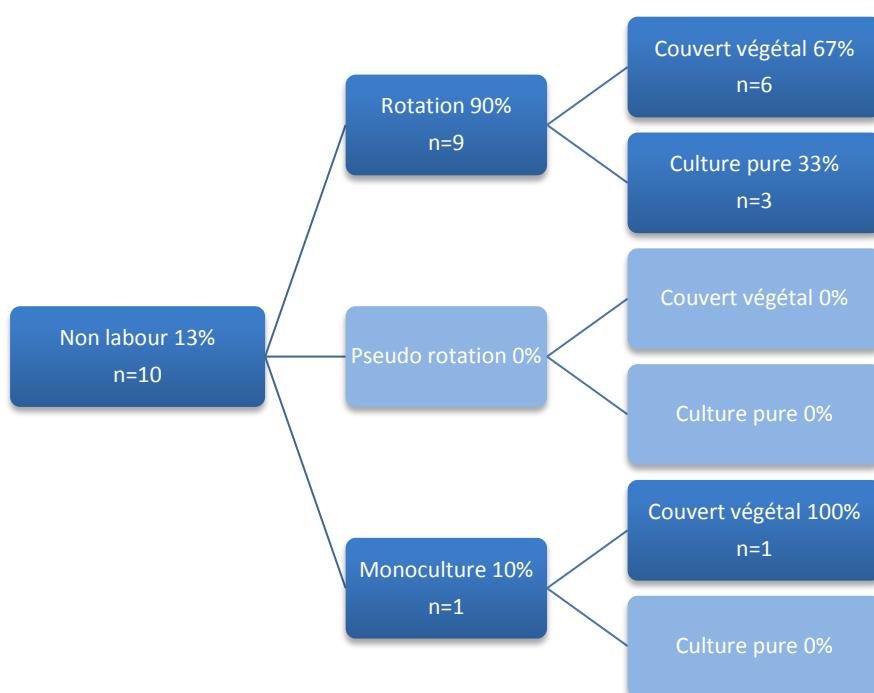 Non labour 13%
n=10
Rotation 90%
n=9
Couvert végétal 67%
n=6
Culture pure 33%
n=3
Pseudo rotation 0%
Couvert végétal 0%
Culture pure 0%
Monoculture 10%
n=1
Couvert végétal 100%
n=1
Culture pure 0%